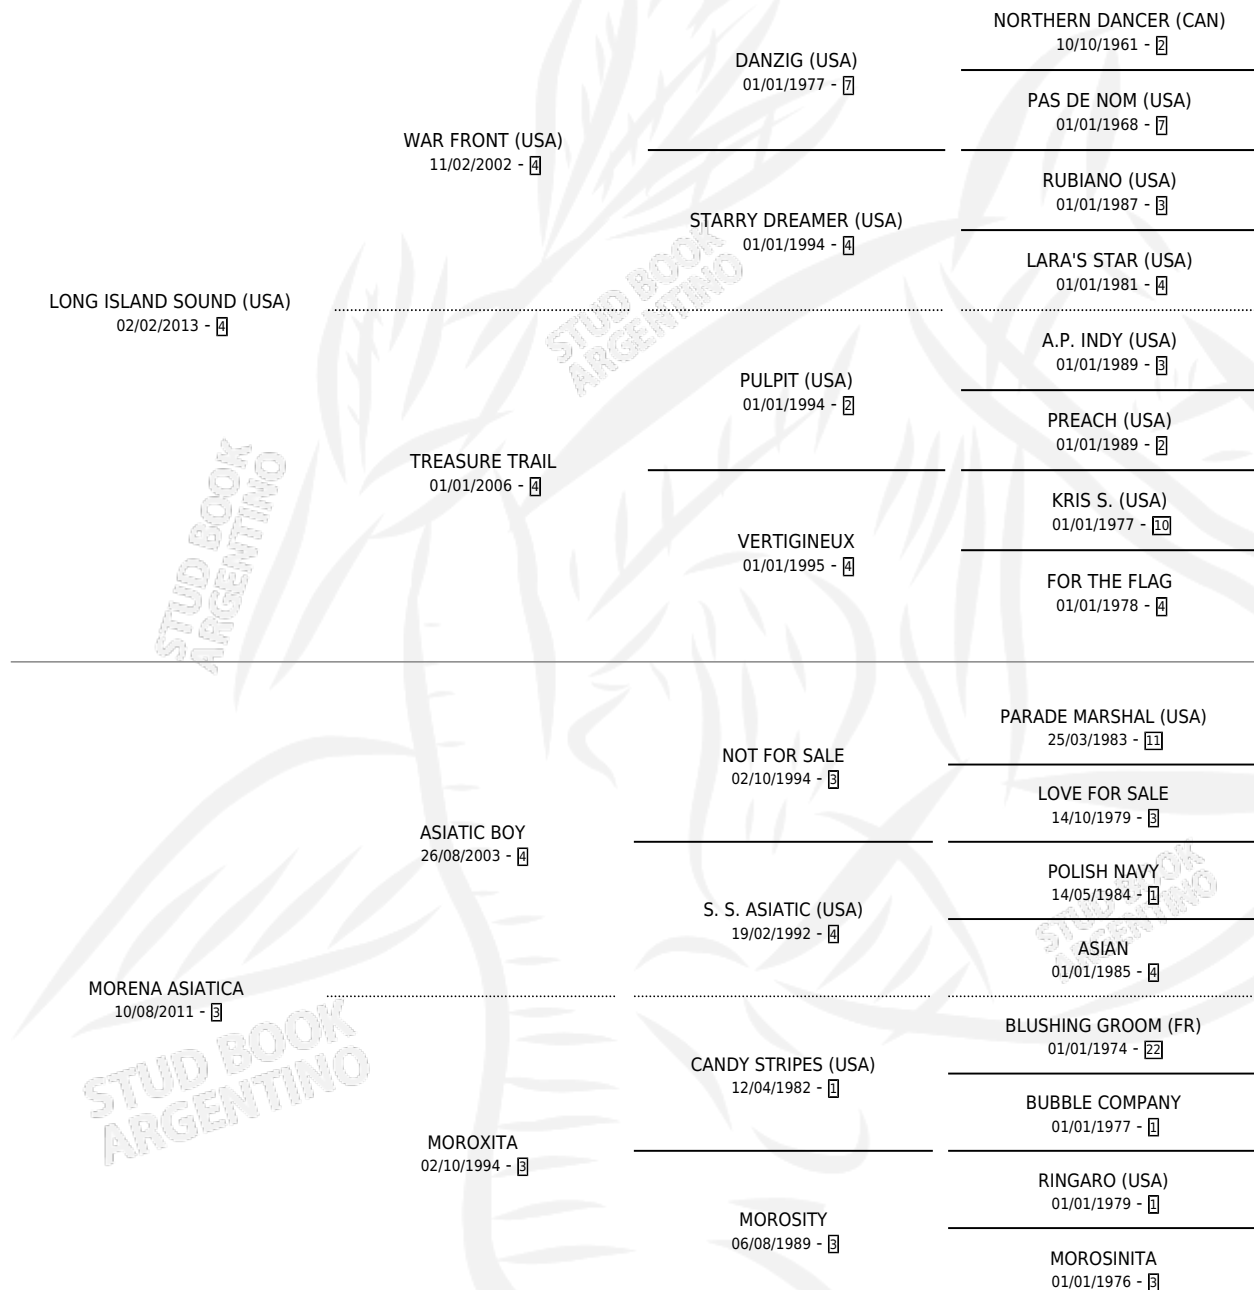 NORTHERN DANCER (CAN)
10/10/1961 - 2
DANZIG (USA)
01/01/1977 - 7
PAS DE NOM (USA)
01/01/1968 - 7
WAR FRONT (USA)
11/02/2002 - 4
RUBIANO (USA)
01/01/1987 - 3
STARRY DREAMER (USA)
01/01/1994 - 4
LARA'S STAR (USA)
01/01/1981 - 4
LONG ISLAND SOUND (USA)
02/02/2013 - 4
STUD BOOK
ARGENTINO
A.P. INDY (USA)
01/01/1989 - 3
PULPIT (USA)
01/01/1994 - 2
PREACH (USA)
01/01/1989 - 2
TREASURE TRAIL
01/01/2006 - 4
KRIS S. (USA)
01/01/1977 - 10
VERTIGINEUX
01/01/1995 - 4
FOR THE FLAG
01/01/1978 - 4
STUD BOOK
ARGENTINO
PARADE MARSHAL (USA)
25/03/1983 - 11
NOT FOR SALE
02/10/1994 - 3
LOVE FOR SALE
14/10/1979 - 3
ASIATIC BOY
26/08/2003 - 4
POLISH NAVY
14/05/1984 - 1
S. S. ASIATIC (USA)
19/02/1992 - 4
ASIAN
01/01/1985 - 4
STUD BOOK
ARGENTINO
MORENA ASIATICA
10/08/2011 - 3
BLUSHING GROOM (FR)
01/01/1974 - 22
CANDY STRIPES (USA)
12/04/1982 - 1
BUBBLE COMPANY
01/01/1977 - 1
STUD BOOK
ARGENTINO
MOROXITA
02/10/1994 - 3
RINGARO (USA)
01/01/1979 - 1
MOROSITY
06/08/1989 - 3
MOROSINITA
01/01/1976 - 3